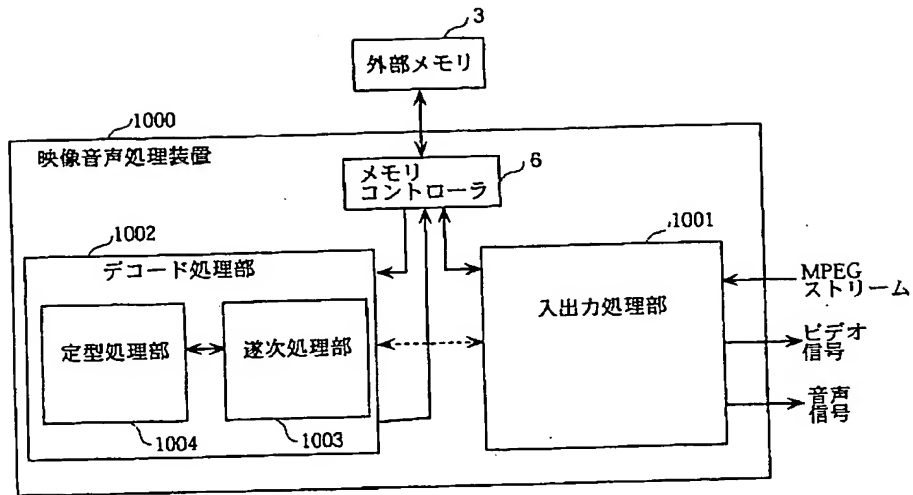 3
外部メモリ
1000
映像音声処理装置
メモリ
コントローラ
6
1002
デコード処理部
1001
定型処理部
逐次処理部
入出力処理部
MPEG
ストリーム
ビデオ
信号
音声
信号
1004
1003